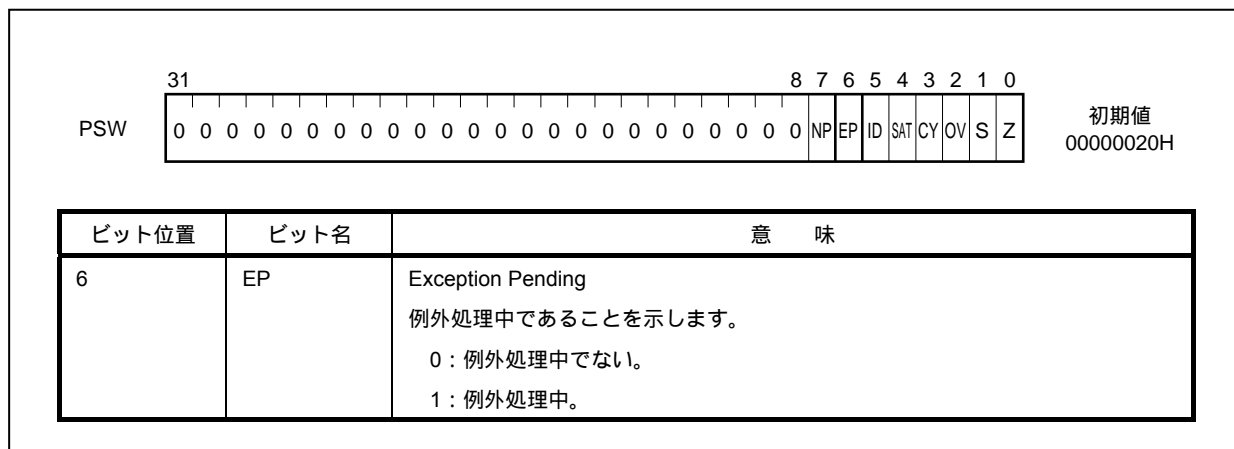 31 8 7 6 5 4 3 2 1 0
PSW 0 0 0 0 0 0 0 0 0 0 0 0 0 0 0 0 0 0 0 0 0 0 0 0 NP EP ID SAT CY OV S Z 初期値
00000020H
ビット位置 ビット名 意 味
6 EP Exception Pending
例外処理中であることを示します。
0：例外処理中でない。
1：例外処理中。